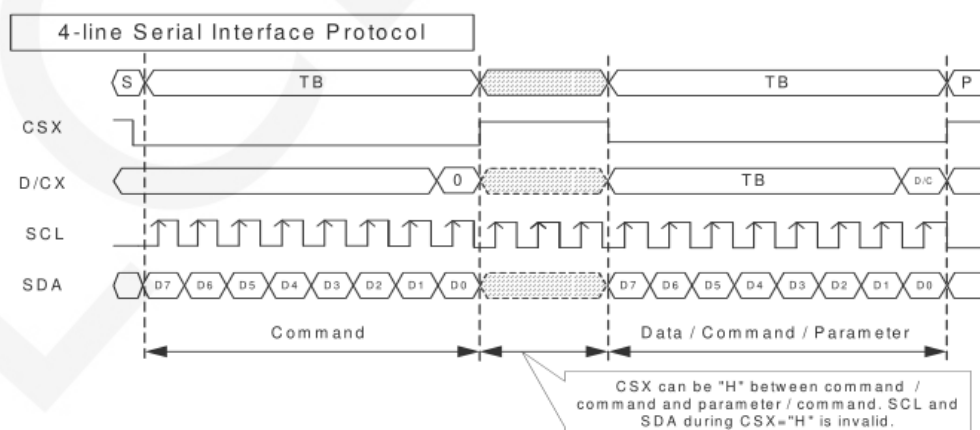 4-line Serial Interface Protocol
S TB TB P
CSX
D/CX 0 TB D/C
SCL
SDA D7 D6 D5 D4 D3 D2 D1 D0 D7 D6 D5 D4 D3 D2 D1 D0
Command Data / Command / Parameter
CSX can be "H" between command /
command and parameter / command. SCL and
SDA during CSX="H" is invalid.